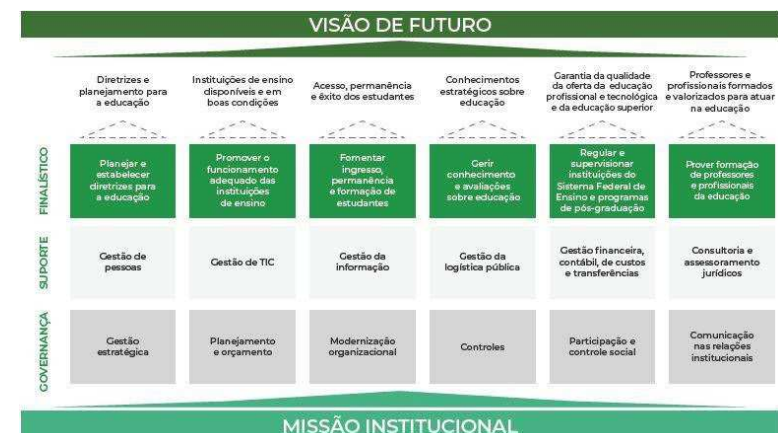 VISÃO DE FUTURO
Diretrizes e
planejamento para
a educação
Instituições de ensino
disponíveis e em
boas condições
Acesso, permanência
e êxito dos estudantes
Conhecimentos
estratégicos sobre
educação
Garantia da qualidade
da oferta da educação
profissional e tecnológica
e da educação superior
Professores e
profissionais formados
e valorizados para atuar
na educação
FINALÍSTICO
Planejar e
estabelecer
diretrizes para
a educação
Promover o
funcionamento
adequado das
instituições
de ensino
Fomentar
ingresso,
permanência
e formação de
estudantes
Gerir
conhecimento
e avaliações
sobre educação
Regular e
supervisionar
instituições do
Sistema Federal de
Ensino e programas
de pós-graduação
Prover formação
de professores
e profissionais
da educação
SUPORTE
Gestão de
pessoas
Gestão de TIC
Gestão da
informação
Gestão da
logística pública
Gestão financeira,
contábil, de custos
e transferências
Consultoria e
assessoramento
jurídicos
GOVERNANÇA
Gestão
estratégica
Planejamento
e orçamento
Modernização
organizacional
Controles
Participação e
controle social
Comunicação
nas relações
institucionais
MISSÃO INSTITUCIONAL